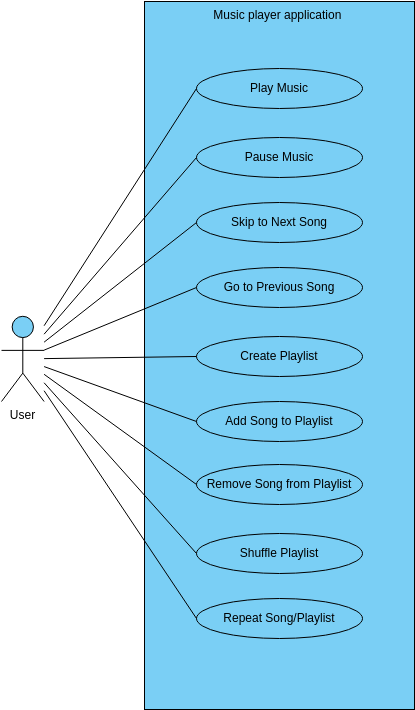 Music player application
Play Music
Pause Music
Skip to Next Song
Go to Previous Song
Create Playlist
Add Song to Playlist
User
Remove Song from Playlist
Shuffle Playlist
Repeat Song/Playlist